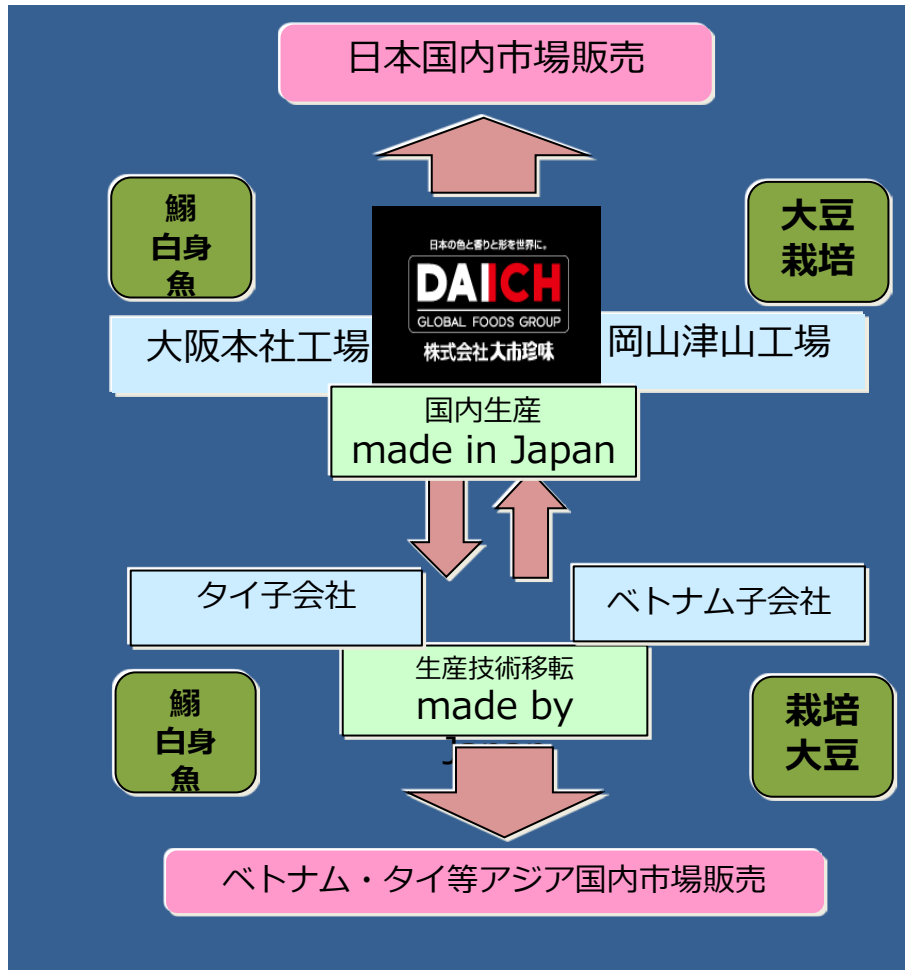 日本国内市場販売
鰯
白身
魚
大豆
栽培
日本の色と香りと形を世界に。
DAICH
GLOBAL FOODS GROUP
株式会社大市珍味
大阪本社工場
岡山津山工場
国内生産
made in Japan
タイ子会社
ベトナム子会社
生産技術移転
made by
鰯
白身
魚
栽培
大豆
ベトナム・タイ等アジア国内市場販売